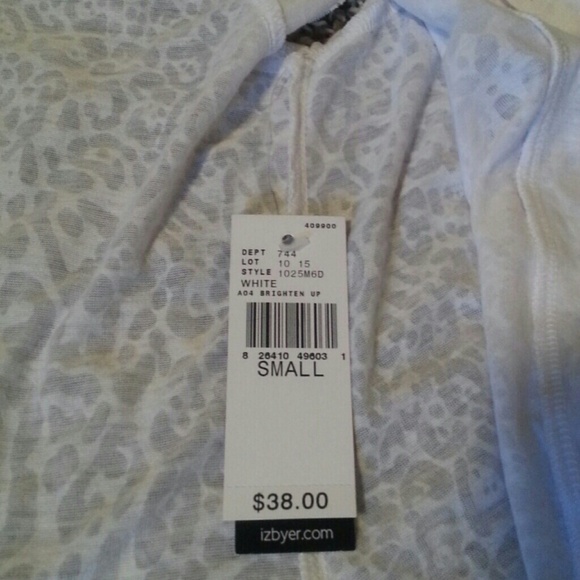 409900
DEPT 744
LOT 10 15
STYLE 1025M6D
WHITE
A04 BRIGHTEN UP
8 26410 49603 1
SMALL
$38.00
izbyer.com